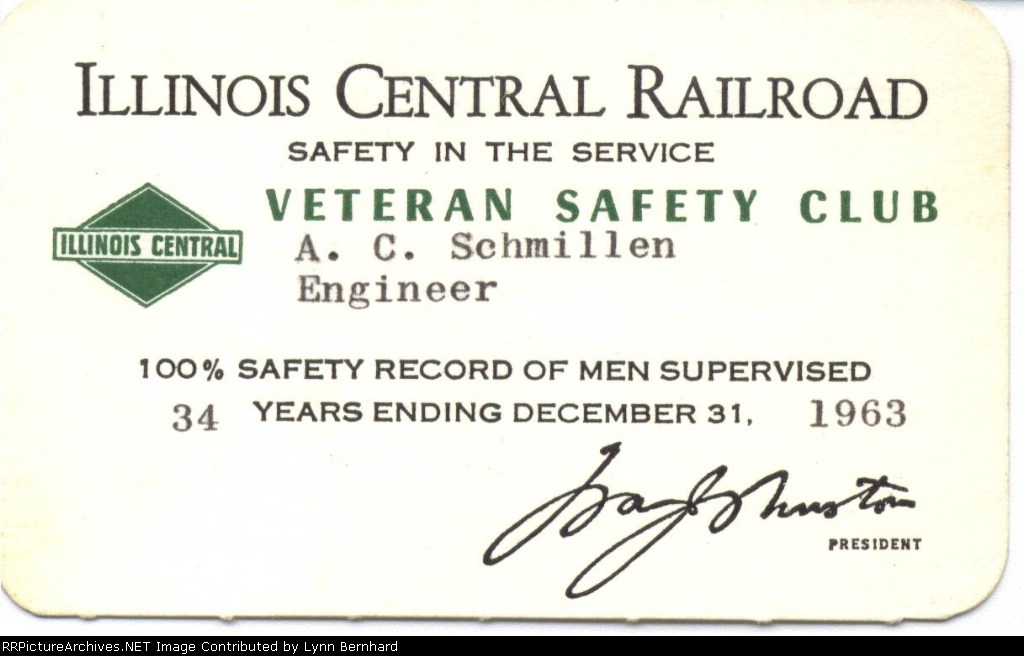 ILLINOIS CENTRAL RAILROAD
SAFETY IN THE SERVICE
VETERAN SAFETY CLUB
ILLINOIS CENTRAL
A. C. Schmillen
Engineer
100% SAFETY RECORD OF MEN SUPERVISED
34 YEARS ENDING DECEMBER 31, 1963
Johnston
PRESIDENT
RRPictureArchives.NET Image Contributed by Lynn Bernhard